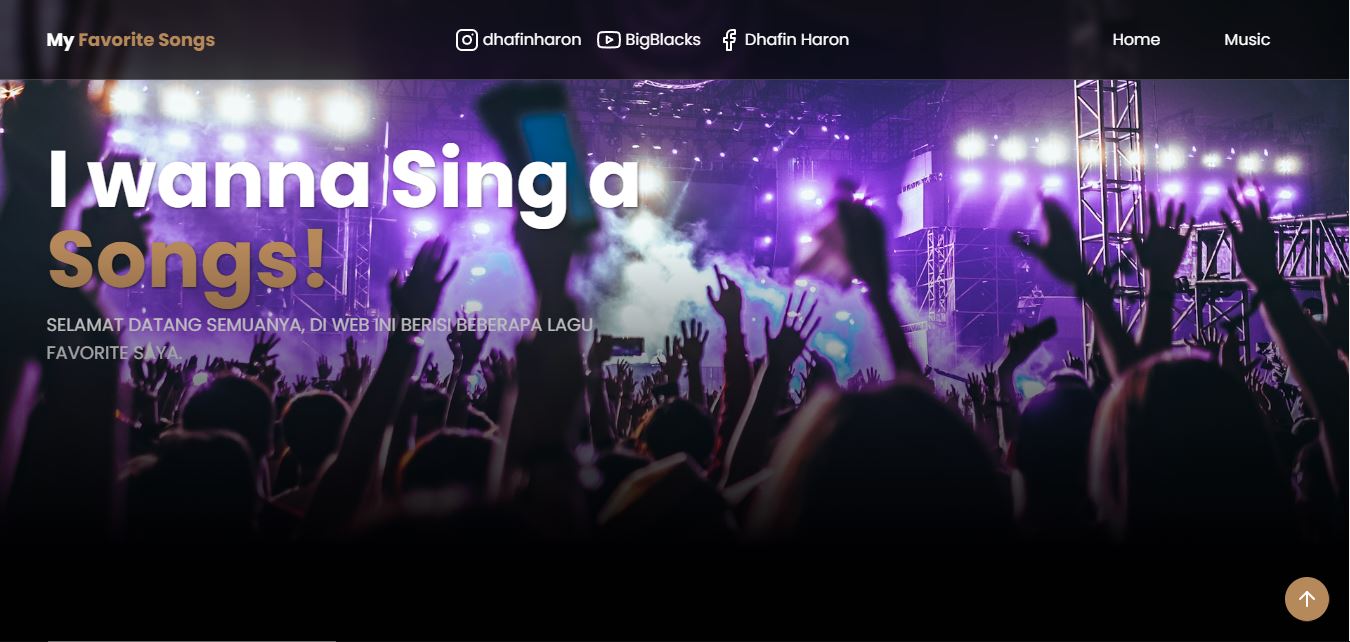 My Favorite Songs
dhafinharon BigBlacks Dhafin Haron
Home Music
I wanna Sing a
Songs!
SELAMAT DATANG SEMUANYA, DI WEB INI BERISI BEBERAPA LAGU
FAVORITE SAYA.